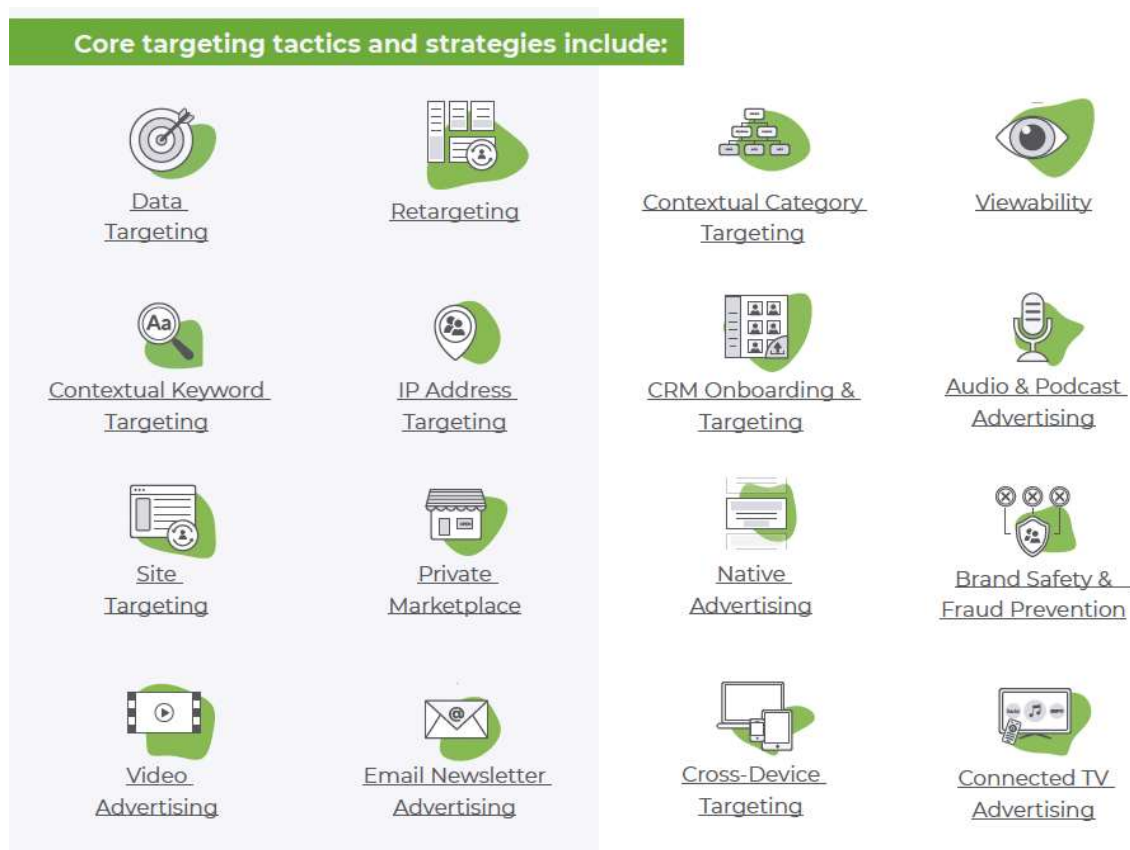 Core targeting tactics and strategies include:
Data
Targeting
Retargeting
Contextual Category
Targeting
Viewability
Aa
Contextual Keyword
Targeting
IP Address
Targeting
CRM Onboarding &
Targeting
Audio & Podcast
Advertising
Site
Targeting
Private
Marketplace
Native
Advertising
Brand Safety &
Fraud Prevention
@
Video
Advertising
Email Newsletter
Advertising
Cross-Device
Targeting
Connected TV
Advertising